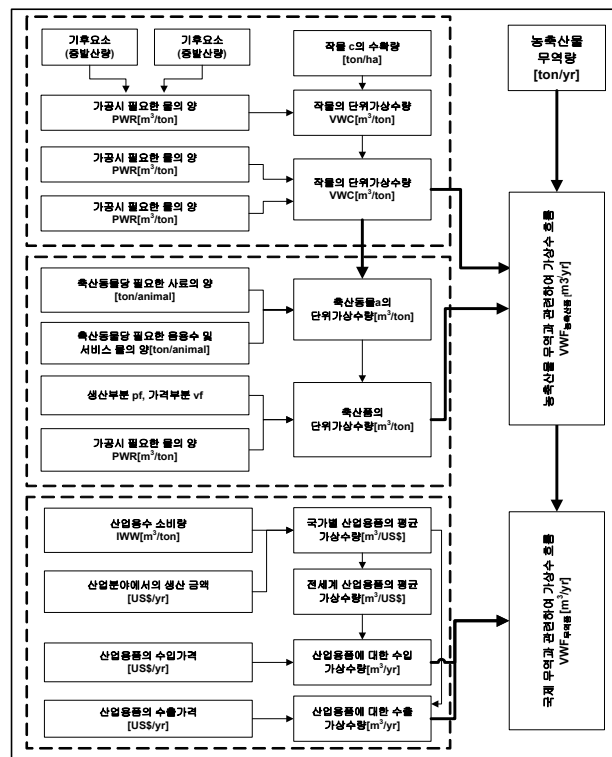 기후요소
(증발산량)
기후요소
(증발산량)
작물 c의 수확량
[ton/ha]
농축산물
무역량
[ton/yr]
가공시 필요한 물의 양
PWR[m³/ton]
작물의 단위가상수량
VWC[m³/ton]
가공시 필요한 물의 양
PWR[m³/ton]
작물의 단위가상수량
VWC[m³/ton]
가공시 필요한 물의 양
PWR[m³/ton]
농축산물 무역과 관련하여 가상수 흐름
VWF농축산품 [m3/yr]
축산동물당 필요한 사료의 양
[ton/animal]
축산동물a의
단위가상수량[m³/ton]
축산동물당 필요한 음용수 및
서비스 물의 양[ton/animal]
생산부분 pf, 가격부분 vf
축산품의
단위가상수량[m³/ton]
가공시 필요한 물의 양
PWR[m³/ton]
산업용수 소비량
IWW[m³/ton]
국가별 산업용품의 평균
가상수량[m³/US$]
산업분야에서의 생산 금액
[US$/yr]
전세계 산업용품의 평균
가상수량[m³/US$]
국제 무역과 관련하여 가상수 흐름
VWF무역품 [m³/yr]
산업용품의 수입가격
[US$/yr]
산업용품에 대한 수입
가상수량[m³/yr]
산업용품의 수출가격
[US$/yr]
산업용품에 대한 수출
가상수량[m³/yr]